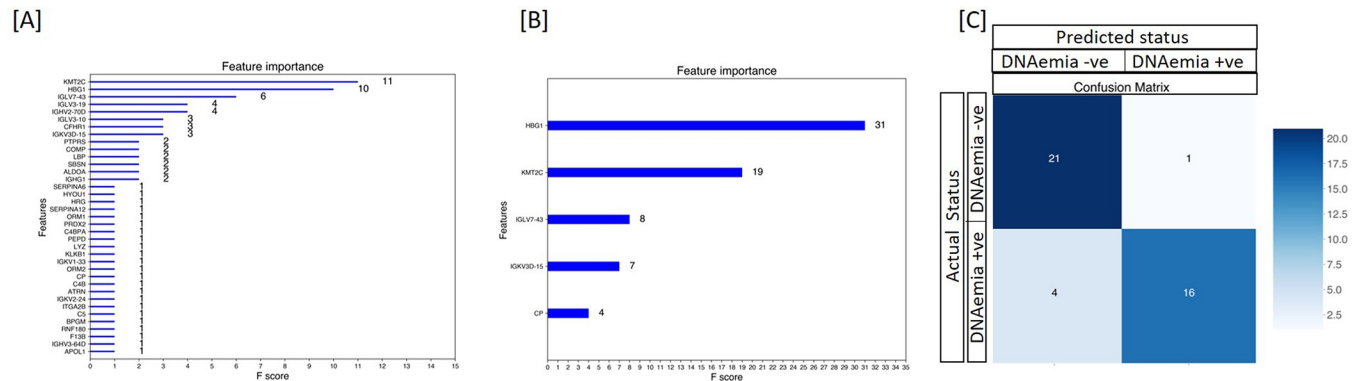 [A]
Feature importance
Features
KMT2C 11
HBG1 10
IGLV7-43 6
IGLV3-19 4
IGHV2-70D 4
IGLV3-10 3
CFHR1 3
IGKV3D-15 3
PTPRS 2
COMP 2
LBP 2
SBSN 2
ALDOA 2
IGHG1 2
SERPINA6 1
HYOU1 1
HRG 1
SERPINA12 1
ORM1 1
PRDX2 1
C4BPA 1
PEPD 1
LYZ 1
KLKB1 1
IGKV1-33 1
ORM2 1
CP 1
C4B 1
ATRN 1
IGKV2-24 1
ITGA2B 1
C5 1
BPGM 1
RNF180 1
F13B 1
IGHV3-64D 1
APOL1 1
0 1 2 3 4 5 6 7 8 9 10 11 12 13 14 15
F score
[B]
Feature importance
Features
HBG1 31
KMT2C 19
IGLV7-43 8
IGKV3D-15 7
CP 4
0 1 2 3 4 5 6 7 8 9 10 11 12 13 14 15 16 17 18 19 20 21 22 23 24 25 26 27 28 29 30 31 32 33 34 35
F score
[C]
Predicted status
DNAemia -ve DNAemia +ve
Confusion Matrix
Actual Status
DNAemia -ve
DNAemia +ve
21 1
4 16
20.0
17.5
15.0
12.5
10.0
7.5
5.0
2.5